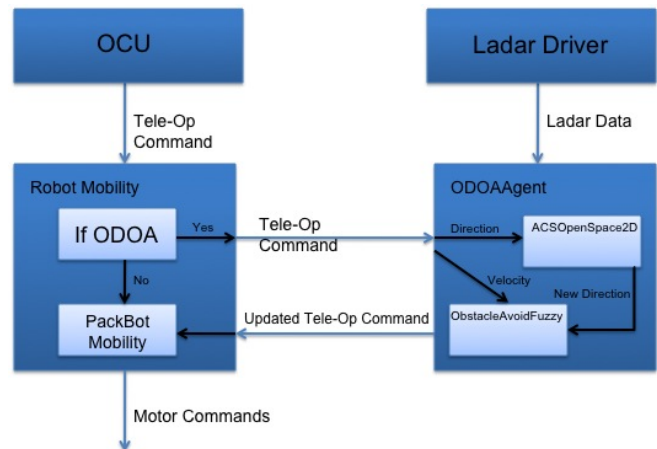 OCU
Ladar Driver
Tele-Op
Command
Ladar Data
Robot Mobility
ODOAAgent
If ODOA
Yes
Tele-Op
Command
Direction
ACSOpenSpace2D
No
Velocity
New Direction
PackBot
Mobility
Updated Tele-Op Command
ObstacleAvoidFuzzy
Motor Commands